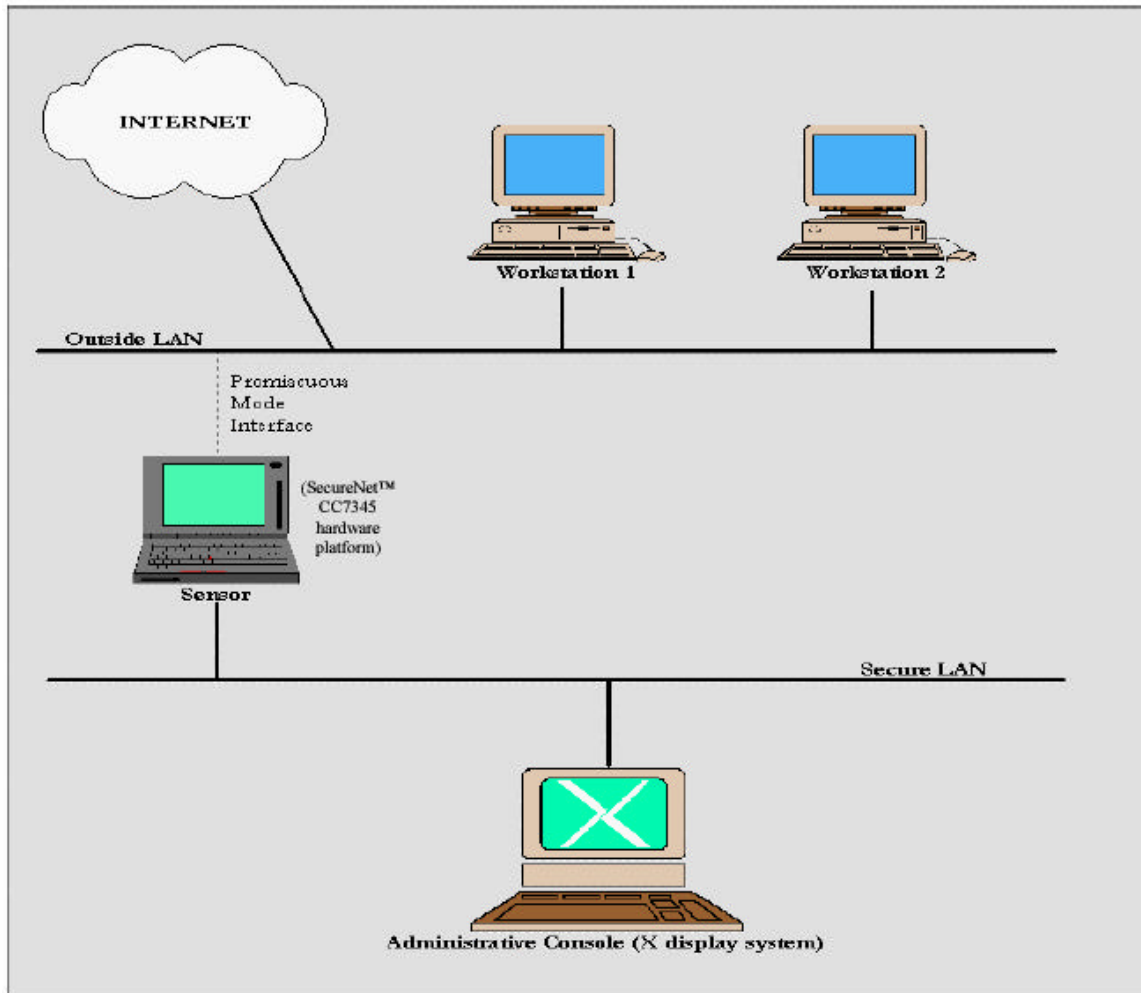 INTERNET
Workstation 1
Workstation 2
Outside LAN
Promiscuous
Mode
Interface
(SecureNet™
CC7345
hardware
platform)
Sensor
Secure LAN
Administrative Console (X display system)